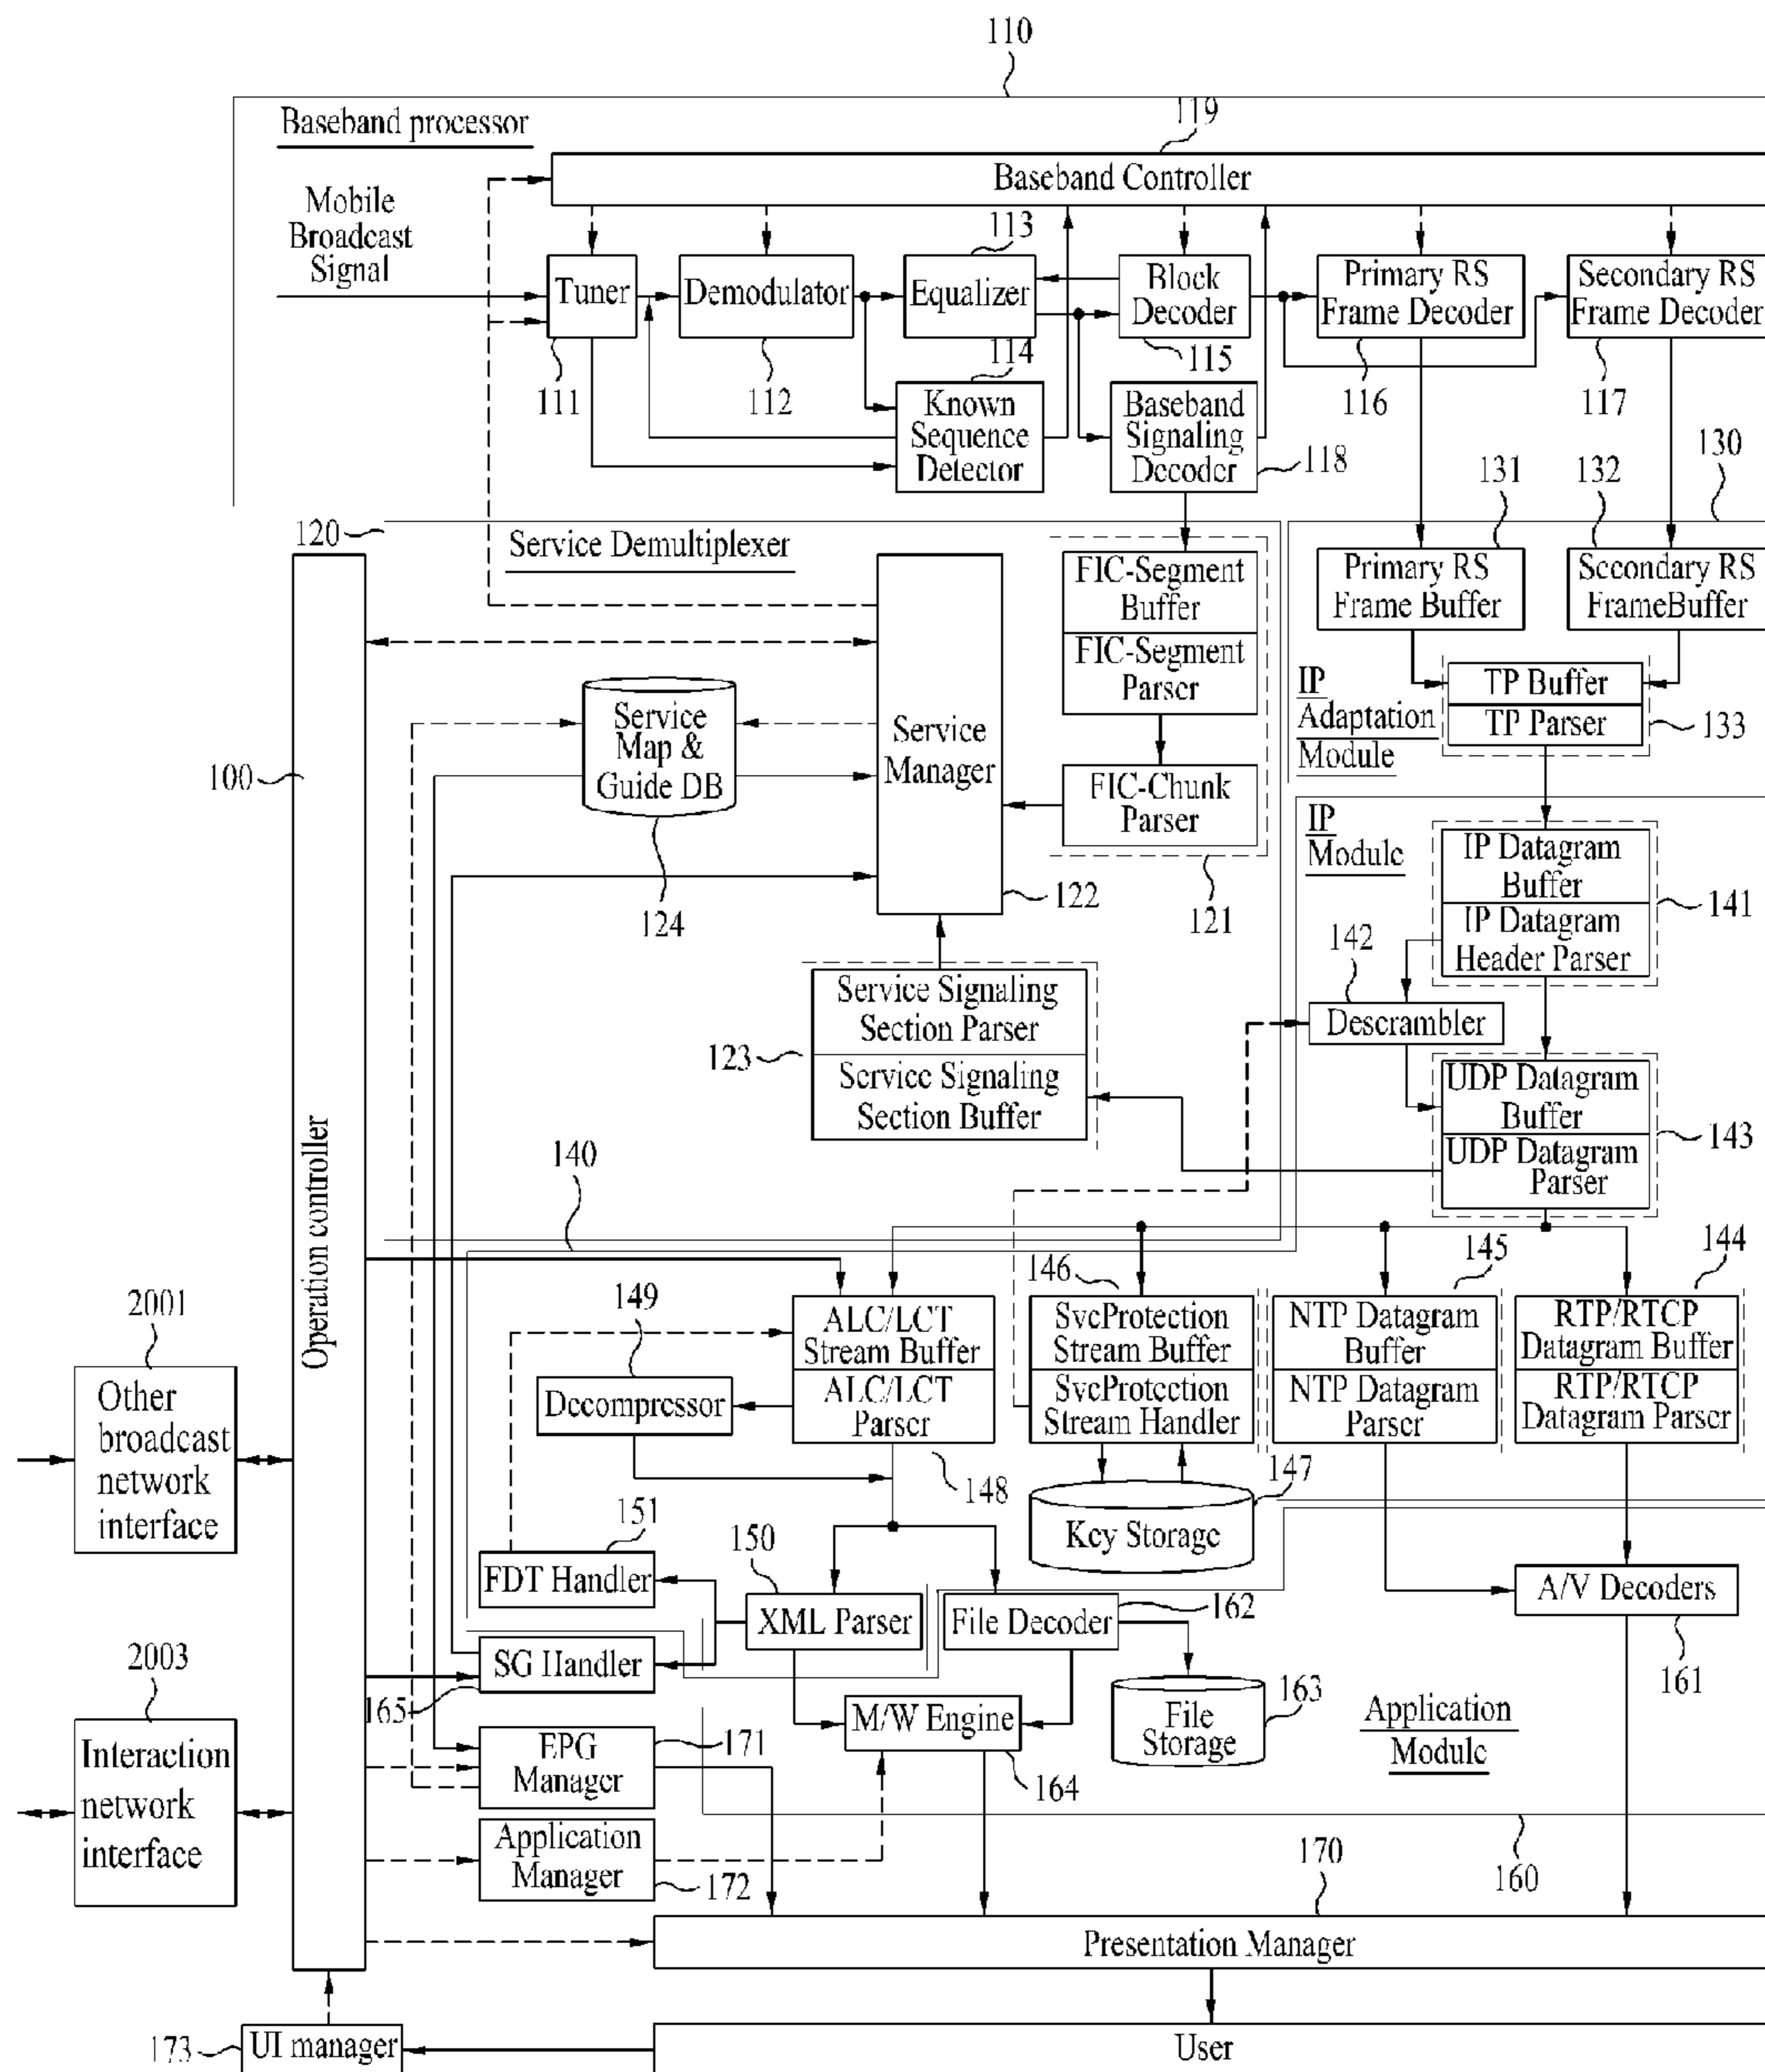 110
Baseband processor
119
Baseband Controller
Mobile
Broadcast
Signal
113
Tuner
Demodulator
Equalizer
Block
Decoder
Primary RS
Frame Decoder
Secondary RS
Frame Decoder
111
112
114
115
116
117
Known
Sequence
Detector
Baseband
Signaling
Decoder
118
130
131
132
120
Service Demultiplexer
FIC-Segment
Buffer
FIC-Segment
Parser
Primary RS
Frame Buffer
Secondary RS
FrameBuffer
IP
Adaptation
Module
TP Buffer
TP Parser
133
100
Service
Map &
Guide DB
Service
Manager
FIC-Chunk
Parser
124
122
121
IP
Module
IP Datagram
Buffer
IP Datagram
Header Parser
141
142
Descrambler
123
Service Signaling
Section Parser
Service Signaling
Section Buffer
UDP Datagram
Buffer
UDP Datagram
Parser
143
Operation controller
140
146
145
144
149
ALC/LCT
Stream Buffer
ALC/LCT
Parser
SvcProtection
Stream Buffer
SvcProtection
Stream Handler
NTP Datagram
Buffer
NTP Datagram
Parser
RTP/RTCP
Datagram Buffer
RTP/RTCP
Datagram Parser
Decompressor
148
147
Key Storage
2001
Other
broadcast
network
interface
151
150
FDT Handler
XML Parser
File Decoder
162
A/V Decoders
161
SG Handler
165
2003
Interaction
network
interface
M/W Engine
164
File
Storage
163
Application
Module
EPG
Manager
171
Application
Manager
172
170
160
Presentation Manager
173
UI manager
User